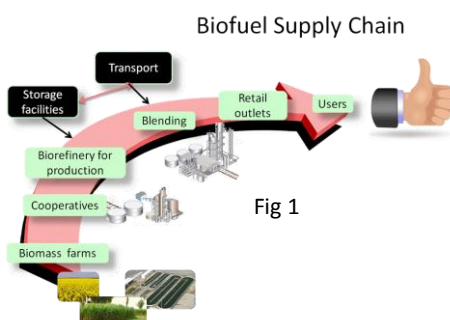 Biofuel Supply Chain
Transport
Storage
facilities
Retail
outlets
Users
Blending
Biorefinery for
production
Cooperatives
Fig 1
Biomass farms